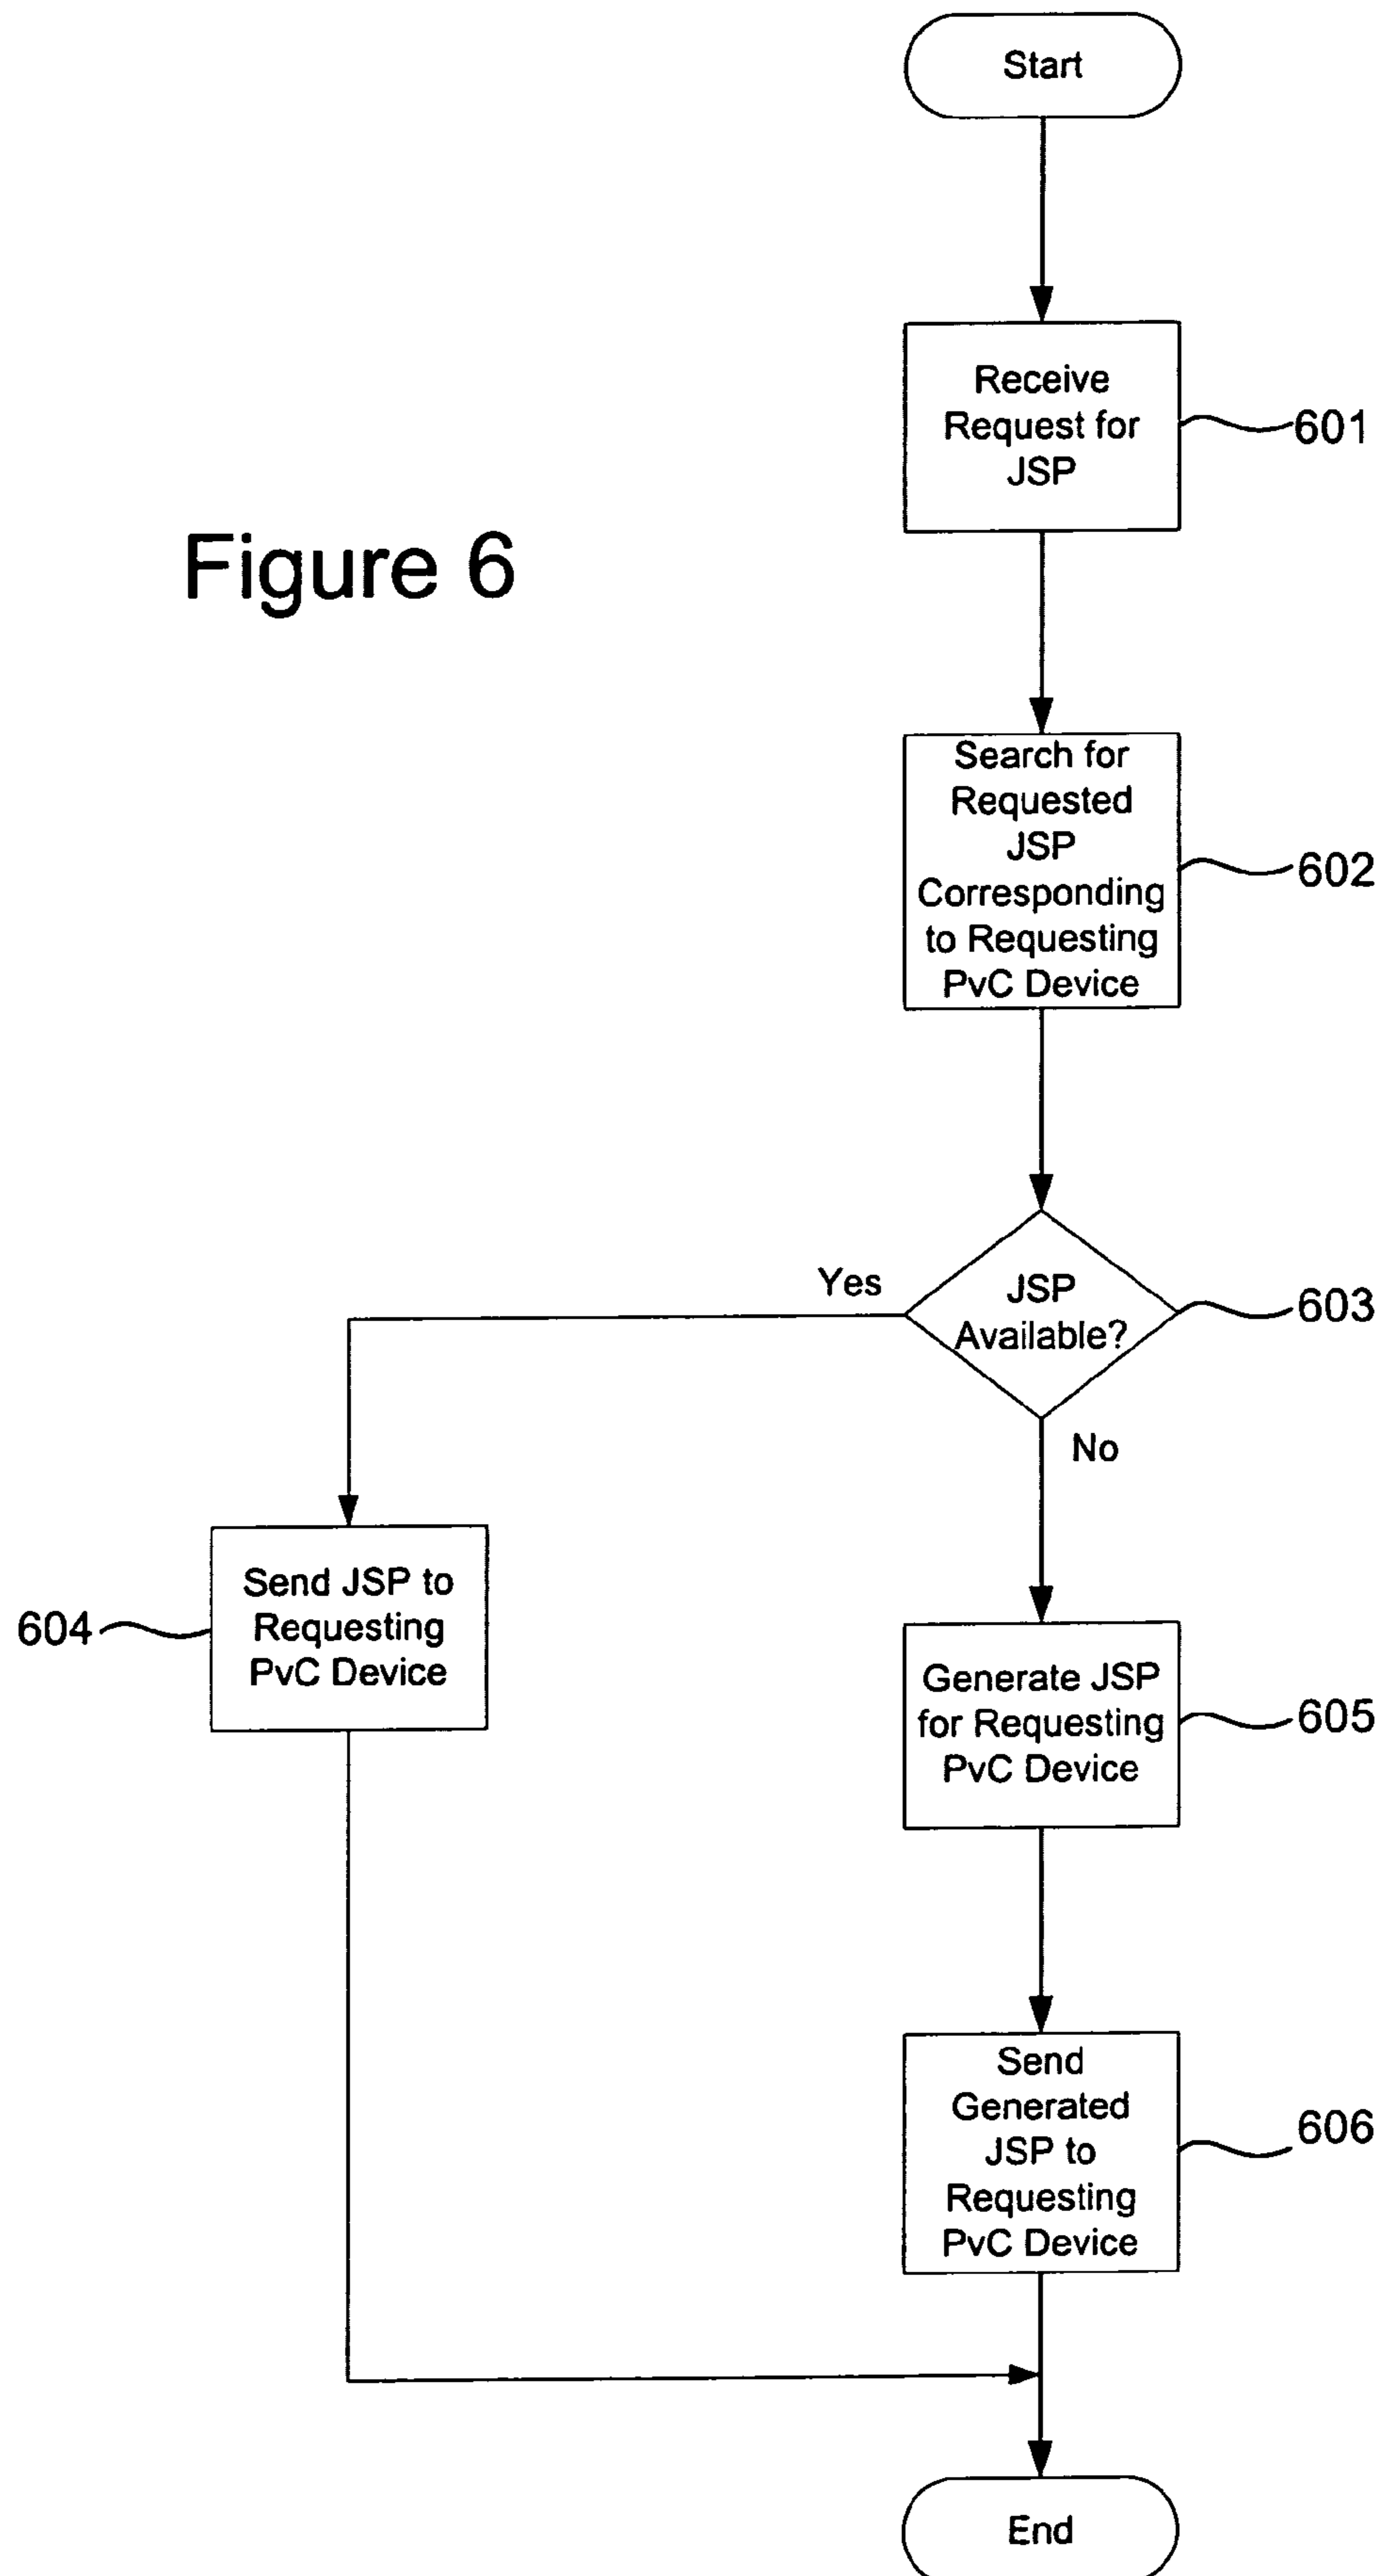 Start
Receive
Request for
JSP
601
Figure 6
Search for
Requested
JSP
Corresponding
to Requesting
PvC Device
602
Yes
JSP
Available?
603
No
Send JSP to
Requesting
PvC Device
604
Generate JSP
for Requesting
PvC Device
605
Send
Generated
JSP to
Requesting
PvC Device
606
End